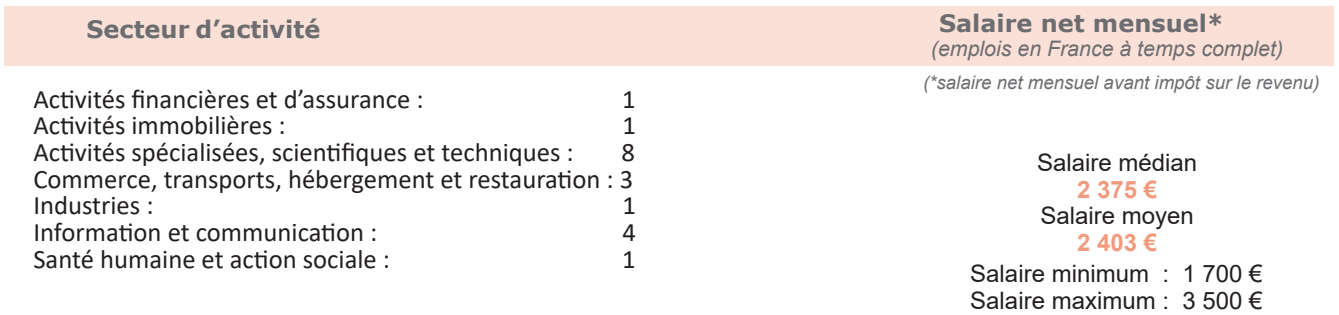 Secteur d’activité
Activités financières et d’assurance : 1
Activités immobilières : 1
Activités spécialisées, scientifiques et techniques : 8
Commerce, transports, hébergement et restauration : 3
Industries : 1
Information et communication : 4
Santé humaine et action sociale : 1
Salaire net mensuel*
(emplois en France à temps complet)
(*salaire net mensuel avant impôt sur le revenu)
Salaire médian
2 375 €
Salaire moyen
2 403 €
Salaire minimum : 1 700 €
Salaire maximum : 3 500 €